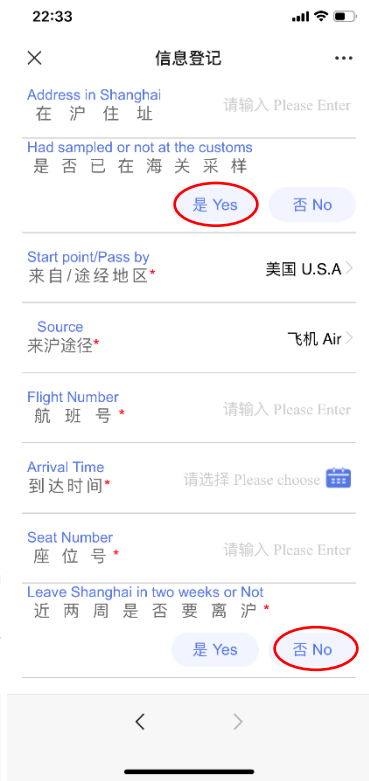 22:33
信息登记
Address in Shanghai
在沪住址
请输入 Please Enter
Had sampled or not at the customs
是否已在海关采样
是 Yes
否 No
Start point/Pass by
来自/途经地区*
美国 U.S.A
Source
来沪途径*
飞机 Air
Flight Number
航班号*
请输入 Please Enter
Arrival Time
到达时间*
请选择 Please choose
Seat Number
座位号*
请输入 Please Enter
Leave Shanghai in two weeks or Not
近两周是否要离沪*
是 Yes
否 No